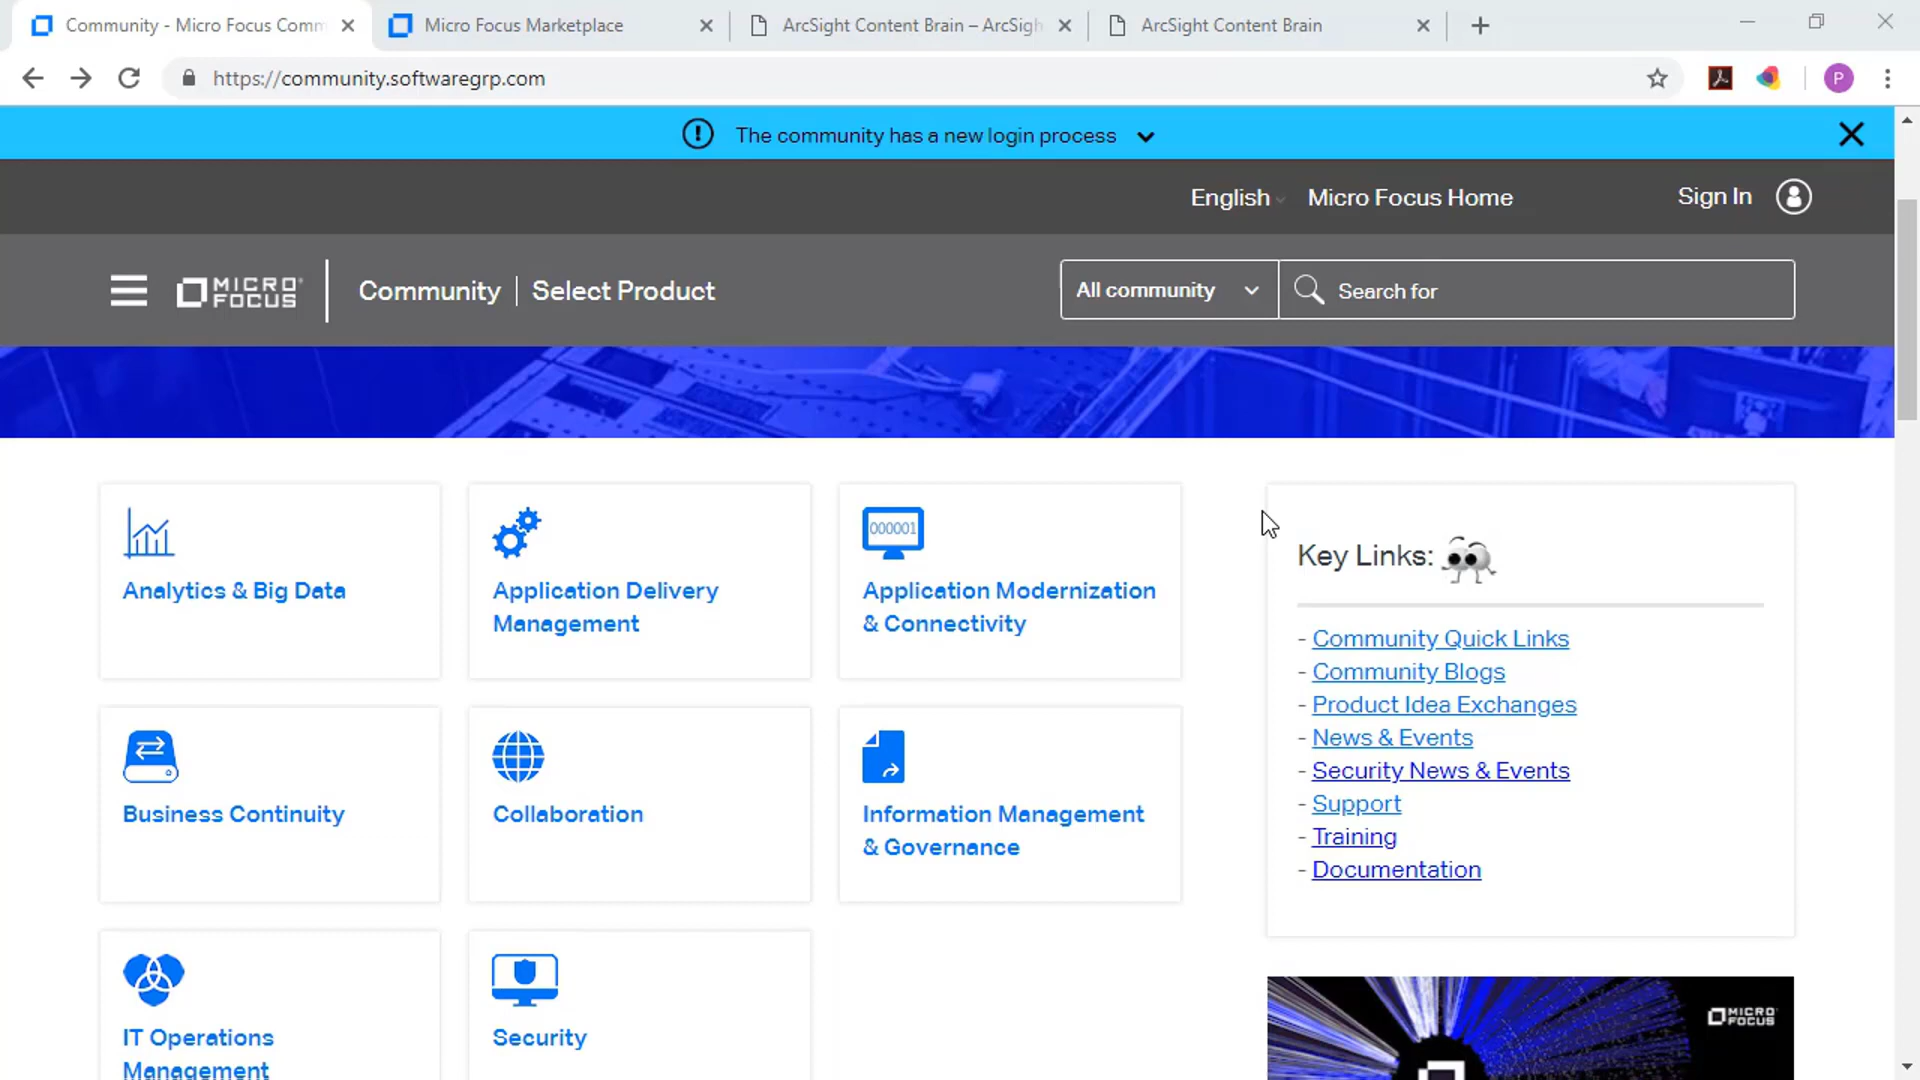 Community - Micro Focus Comm
Micro Focus Marketplace
ArcSight Content Brain – ArcSigh
ArcSight Content Brain
https://community.softwaregrp.com
P
The community has a new login process
English
Micro Focus Home
Sign In
MICRO
FOCUS
Community | Select Product
All community
Search for
Analytics & Big Data
Application Delivery
Management
000001
Application Modernization
& Connectivity
Business Continuity
Collaboration
Information Management
& Governance
IT Operations
Management
Security
Key Links:
- Community Quick Links
- Community Blogs
- Product Idea Exchanges
- News & Events
- Security News & Events
- Support
- Training
- Documentation
MICRO
FOCUS